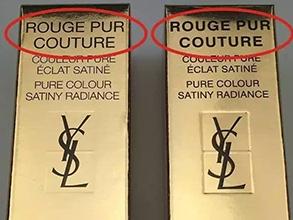 ROUGE PUR
COUTURE
COULEUR PURE
ÉCLAT SATINÉ
PURE COLOUR
SATINY RADIANCE
YSL
ROUGE PUR
COUTURE
COULEUR PURE
ÉCLAT SATINÉ
PURE COLOUR
SATINY RADIANCE
YSL